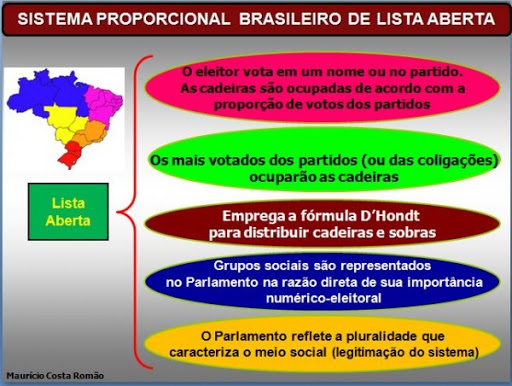 SISTEMA PROPORCIONAL BRASILEIRO DE LISTA ABERTA
O eleitor vota em um nome ou no partido.
As cadeiras são ocupadas de acordo com a
proporção de votos dos partidos
Os mais votados dos partidos (ou das coligações)
ocuparão as cadeiras
Lista
Aberta
Emprega a fórmula D'Hondt
para distribuir cadeiras e sobras
Grupos sociais são representados
no Parlamento na razão direta de sua importância
numérico-eleitoral
O Parlamento reflete a pluralidade que
caracteriza o meio social (legitimação do sistema)
Maurício Costa Romão